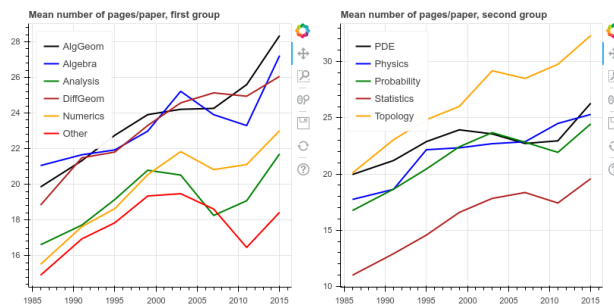 Mean number of pages/paper, first group
AlgGeom
Algebra
Analysis
DiffGeom
Numerics
Other
28
26
24
22
20
18
16
1985
1990
1995
2000
2005
2010
2015
Mean number of pages/paper, second group
PDE
Physics
Probability
Statistics
Topology
30
25
20
15
10
1985
1990
1995
2000
2005
2010
2015